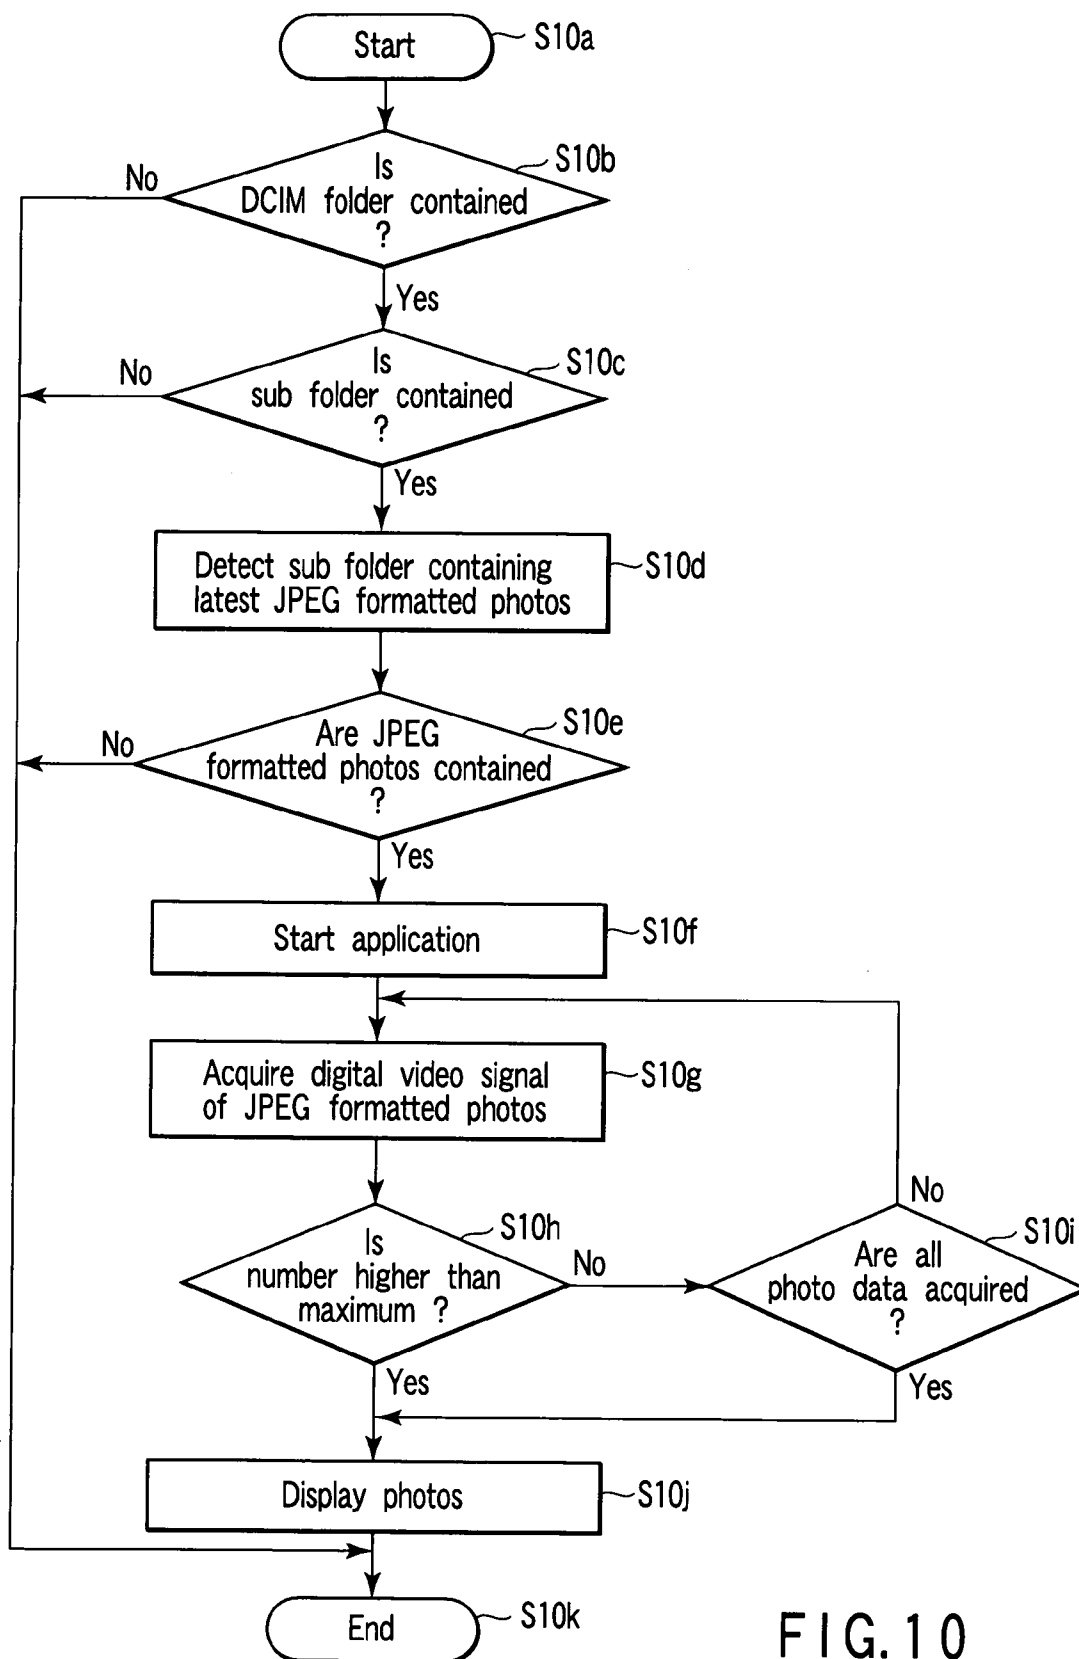 Start
S10a
Is
DCIM folder contained
?
S10b
No
Yes
Is
sub folder contained
?
S10c
No
Yes
Detect sub folder containing
latest JPEG formatted photos
S10d
Are JPEG
formatted photos contained
?
S10e
No
Yes
Start application
S10f
Acquire digital video signal
of JPEG formatted photos
S10g
Is
number higher than
maximum ?
S10h
No
Yes
Are all
photo data acquired
?
S10i
No
Yes
Display photos
S10j
End
S10k
FIG. 10